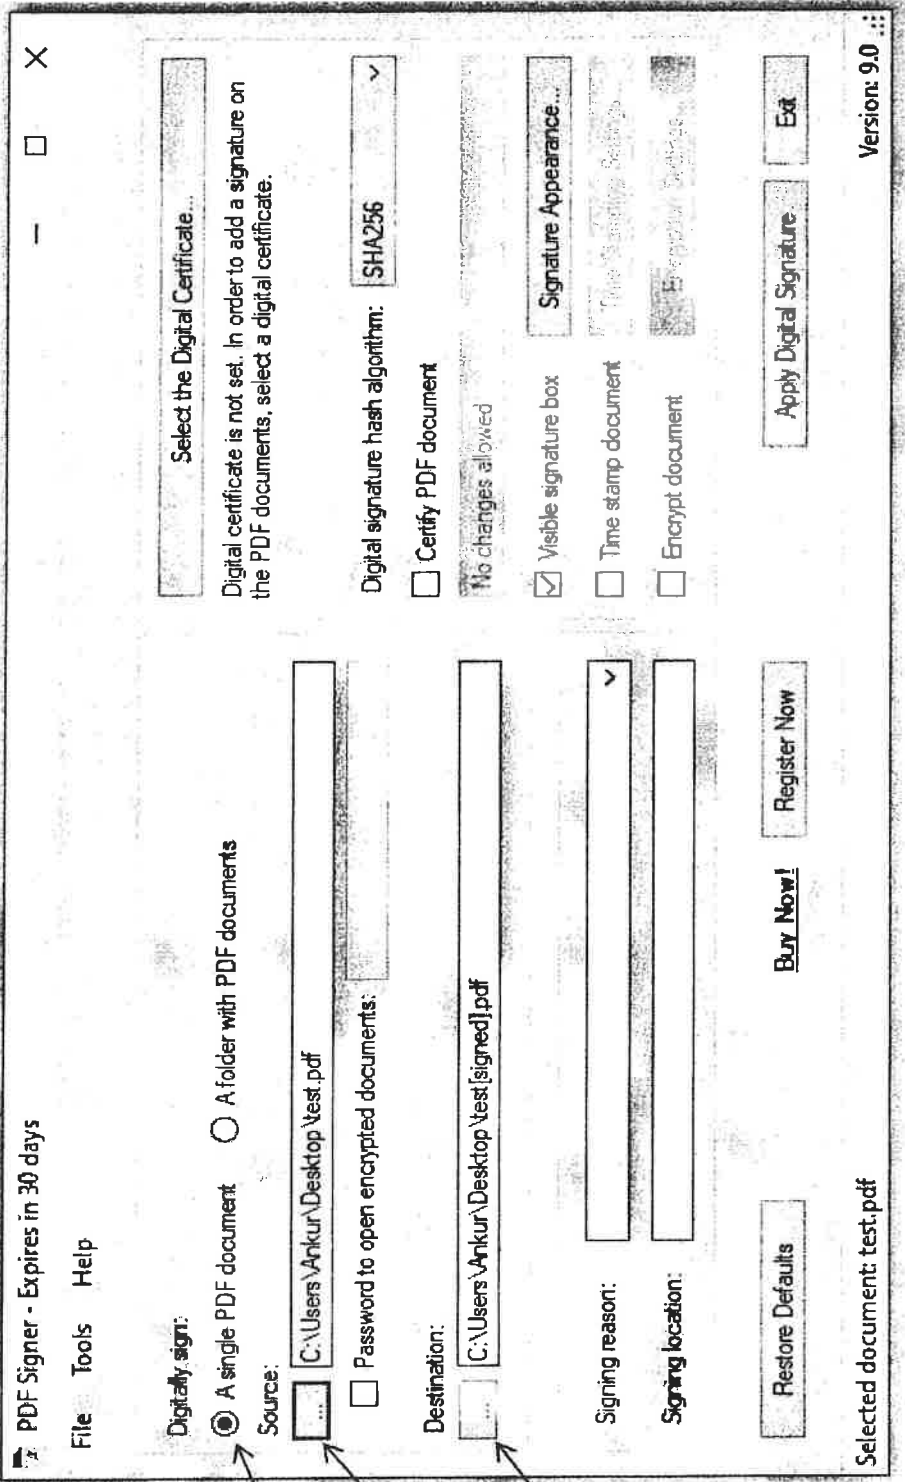 PDF Signer - Expires in 30 days
File Tools Help
Digitally sign:
A single PDF document
A folder with PDF documents
Source:
... C:\Users\Ankur\Desktop\test.pdf
Password to open encrypted documents:
Destination:
... C:\Users\Ankur\Desktop\test[signed].pdf
Signing reason:
Signing location:
Select the Digital Certificate...
Digital certificate is not set. In order to add a signature on
the PDF documents, select a digital certificate.
Digital signature hash algorithm: SHA256
Certify PDF document
No changes allowed
Visible signature box
Signature Appearance...
Time stamp document
Encrypt document
Restore Defaults
Buy Now!
Register Now
Apply Digital Signature
Exit
Selected document: test.pdf
Version: 9.0